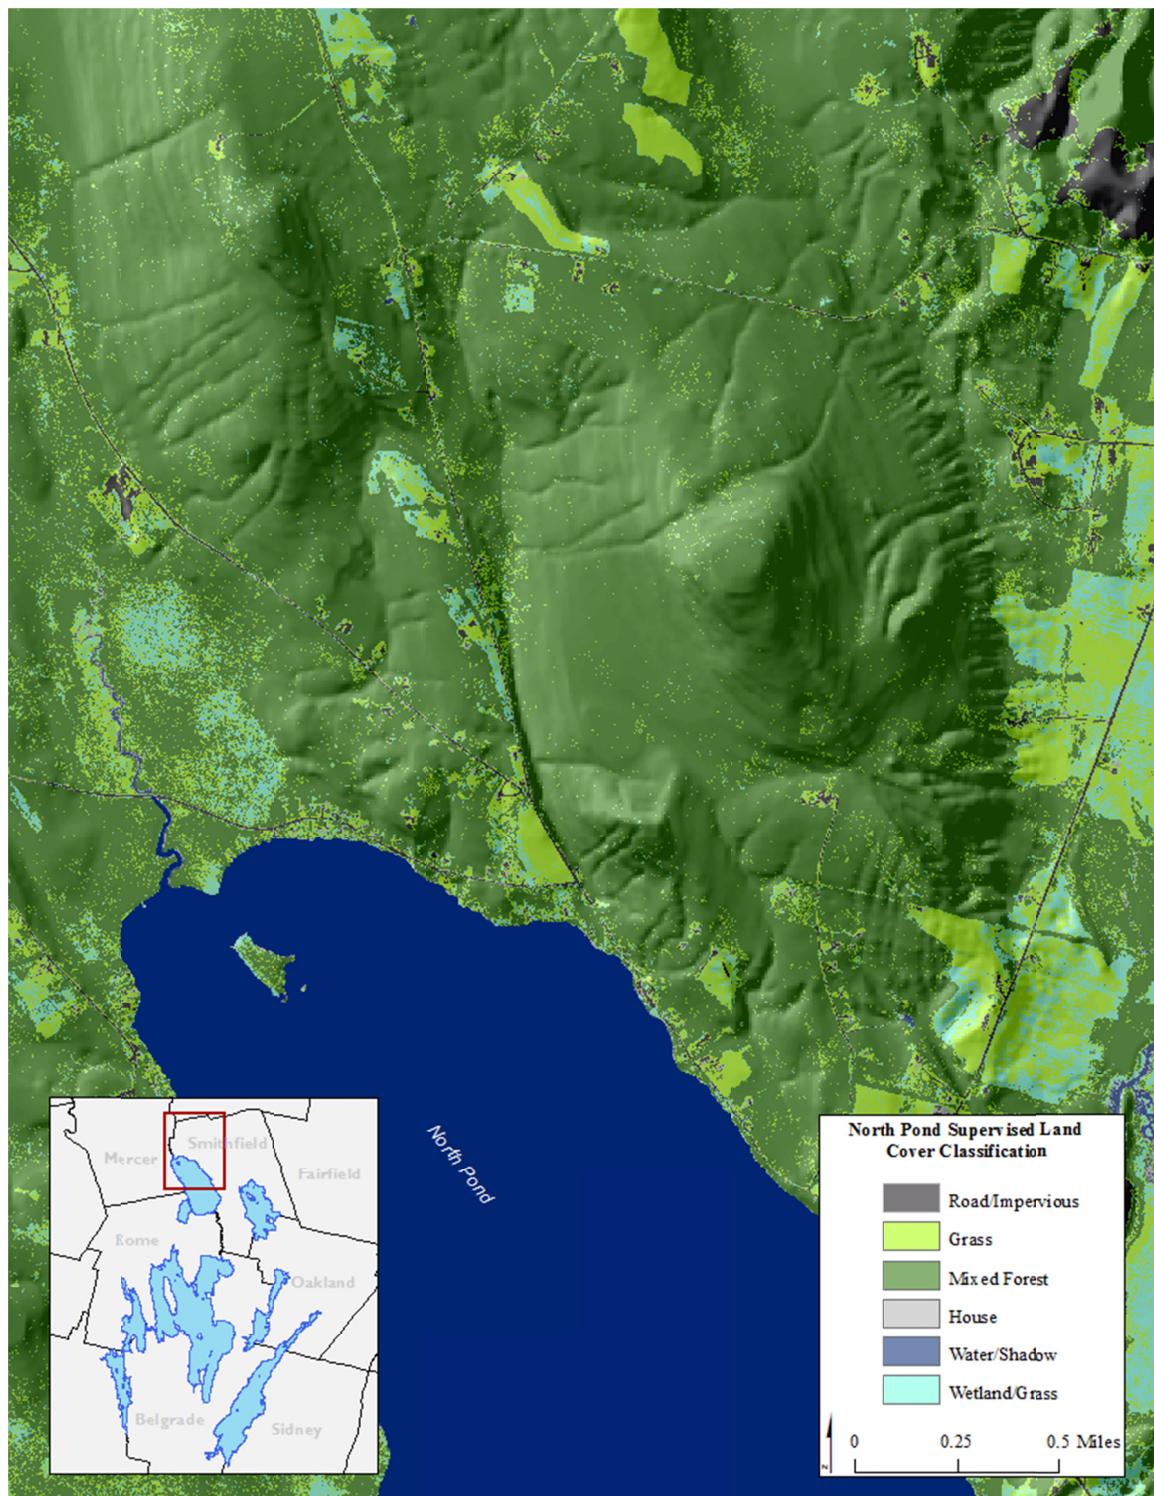 North Pond
Mercer
Smithfield
Fairfield
Rome
Oakland
Belgrade
Sidney
North Pond Supervised Land
Cover Classification
Road/Impervious
Grass
Mixed Forest
House
Water/Shadow
Wetland/Grass
N
0 0.25 0.5 Miles